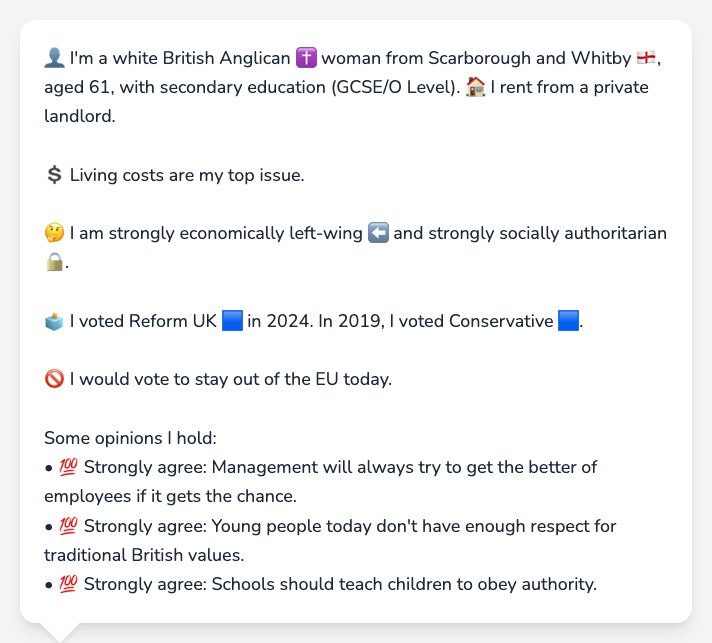 👤 I'm a white British Anglican ✝️ woman from Scarborough and Whitby 🏴󠁧󠁢󠁥󠁮󠁧󠁿,
aged 61, with secondary education (GCSE/O Level). 🏠 I rent from a private
landlord.
💲 Living costs are my top issue.
🤔 I am strongly economically left-wing ⬅️ and strongly socially authoritarian
🔒.
🗳️ I voted Reform UK 🟦 in 2024. In 2019, I voted Conservative 🟦.
🚫 I would vote to stay out of the EU today.
Some opinions I hold:
• 💯 Strongly agree: Management will always try to get the better of
employees if it gets the chance.
• 💯 Strongly agree: Young people today don't have enough respect for
traditional British values.
• 💯 Strongly agree: Schools should teach children to obey authority.